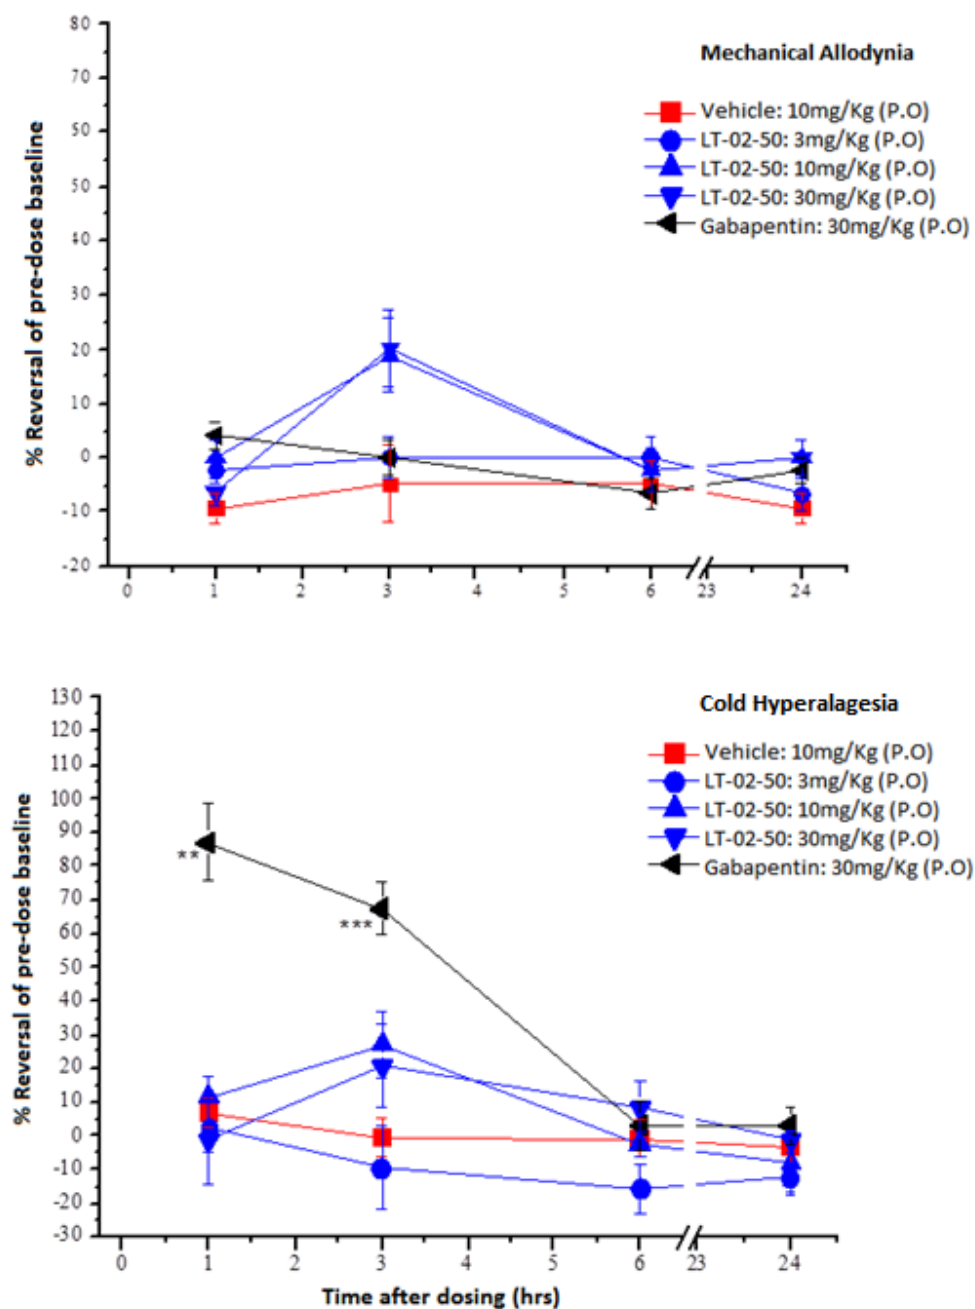 80
Mechanical Allodynia
70
Vehicle: 10mg/Kg (P.O)
60
LT-02-50: 3mg/Kg (P.O)
LT-02-50: 10mg/Kg (P.O)
50
LT-02-50: 30mg/Kg (P.O)
Gabapentin: 30mg/Kg (P.O)
40
30
20
10
0
-10
-20
% Reversal of pre-dose baseline
0 1 2 3 4 5 6 23 24
130
Cold Hyperalagesia
120
Vehicle: 10mg/Kg (P.O)
110
LT-02-50: 3mg/Kg (P.O)
100
LT-02-50: 10mg/Kg (P.O)
90
LT-02-50: 30mg/Kg (P.O)
80
Gabapentin: 30mg/Kg (P.O)
**
70
***
60
50
40
30
20
10
0
-10
-20
-30
% Reversal of pre-dose baseline
0 1 2 3 4 5 6 23 24
Time after dosing (hrs)